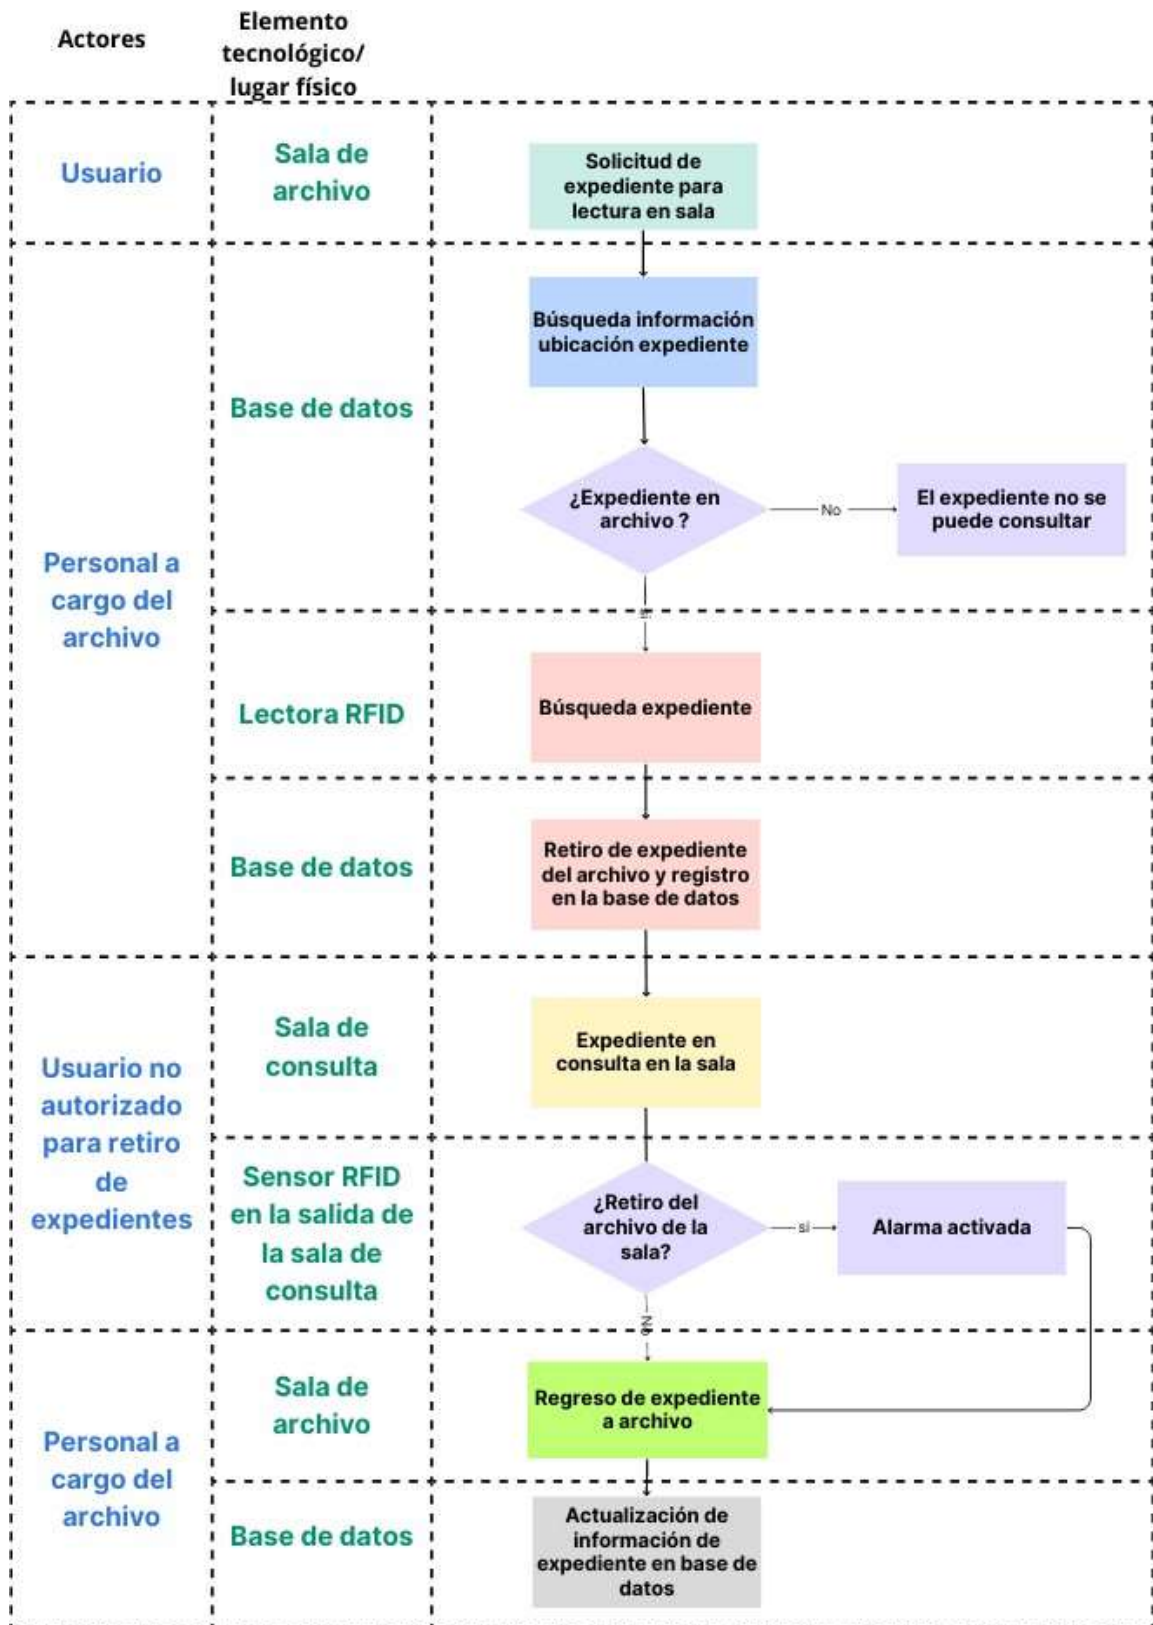 Actores
Elemento
tecnológico/
lugar físico
Usuario
Sala de
archivo
Solicitud de
expediente para
lectura en sala
Personal a
cargo del
archivo
Base de datos
Búsqueda información
ubicación expediente
¿Expediente en
archivo ?
No
El expediente no se
puede consultar
si
Lectora RFID
Búsqueda expediente
Base de datos
Retiro de expediente
del archivo y registro
en la base de datos
Usuario no
autorizado
para retiro
de
expedientes
Sala de
consulta
Expediente en
consulta en la sala
Sensor RFID
en la salida de
la sala de
consulta
¿Retiro del
archivo de la
sala?
si
Alarma activada
No
Personal a
cargo del
archivo
Sala de
archivo
Regreso de expediente
a archivo
Base de datos
Actualización de
información de
expediente en base de
datos